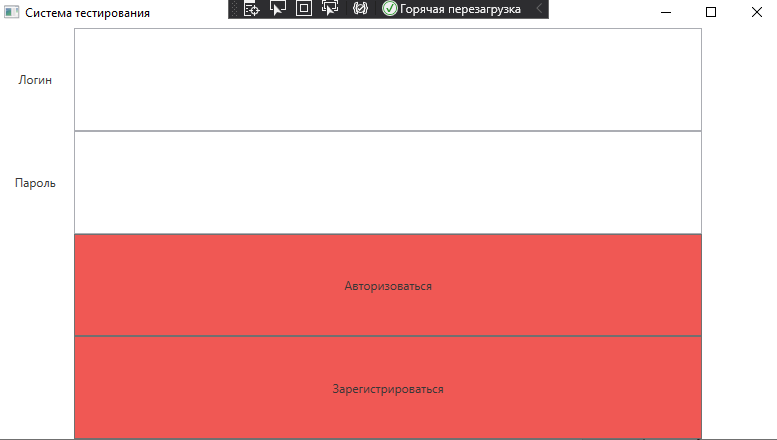 Система тестирования
Горячая перезагрузка
Логин
Пароль
Авторизоваться
Зарегистрироваться